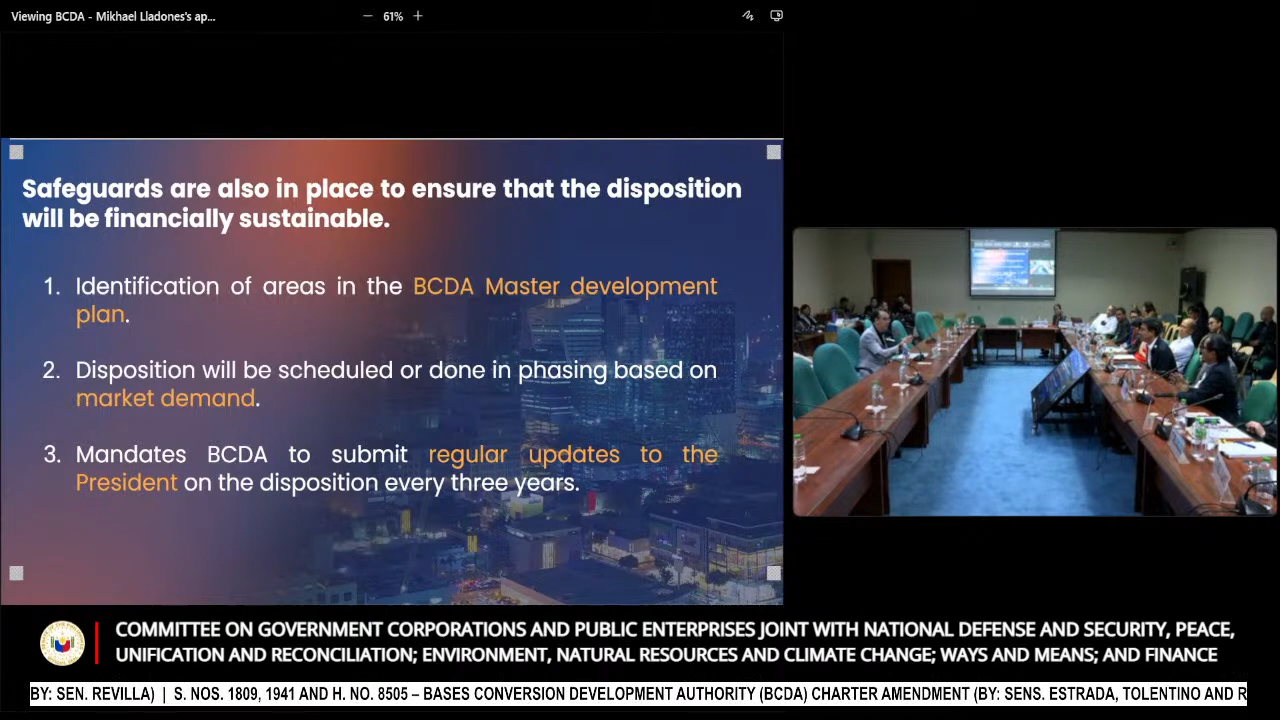 Viewing BCDA - Mikhael Lladones's ap...
61%
Safeguards are also in place to ensure that the disposition
will be financially sustainable.
1. Identification of areas in the BCDA Master development
plan.
2. Disposition will be scheduled or done in phasing based on
market demand.
3. Mandates BCDA to submit regular updates to the
President on the disposition every three years.
COMMITTEE ON GOVERNMENT CORPORATIONS AND PUBLIC ENTERPRISES JOINT WITH NATIONAL DEFENSE AND SECURITY, PEACE,
UNIFICATION AND RECONCILIATION; ENVIRONMENT, NATURAL RESOURCES AND CLIMATE CHANGE; WAYS AND MEANS; AND FINANCE
BY: SEN. REVILLA) | S. NOS. 1809, 1941 AND H. NO. 8505 – BASES CONVERSION DEVELOPMENT AUTHORITY (BCDA) CHARTER AMENDMENT (BY: SENS. ESTRADA, TOLENTINO AND R